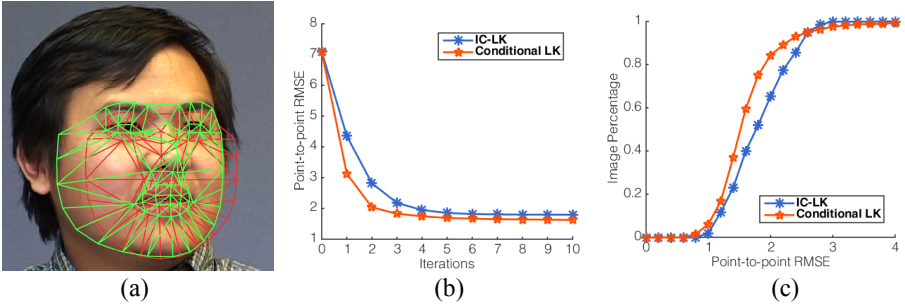 8
7
6
5
4
3
2
1
Point-to-point RMSE
IC-LK
Conditional LK
0 1 2 3 4 5 6 7 8 9 10
Iterations
1
0.8
0.6
0.4
0.2
0
Image Percentage
IC-LK
Conditional LK
0 1 2 3 4
Point-to-point RMSE
(a) (b) (c)